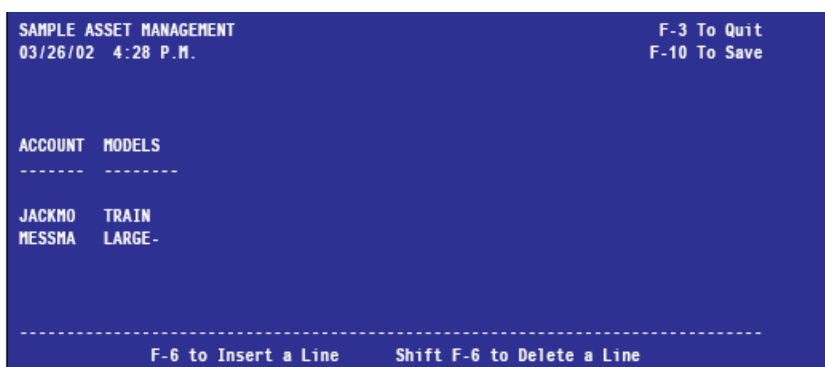 SAMPLE ASSET MANAGEMENT F-3 To Quit
03/26/02 4:28 P.M. F-10 To Save
ACCOUNT MODELS
------- --------
JACKMO TRAIN
MESSMA LARGE-
--------------------------------------------------------------------------------
F-6 to Insert a Line Shift F-6 to Delete a Line